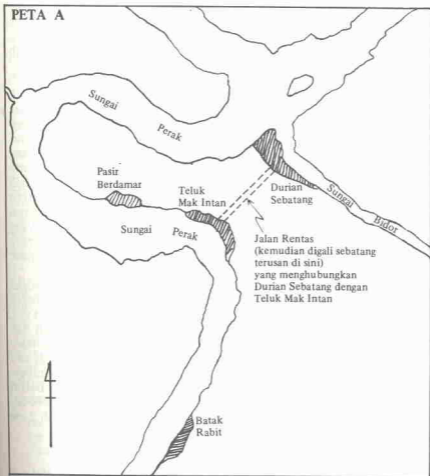 PETA A
Sungai
Perak
Pasir
Berdamar
Teluk
Mak Intan
Durian
Sebatang
Sungai
Bidor
Sungai
Perak
Jalan Rentas
(kemudian digali sebatang
terusan di sini)
yang menghubungkan
Durian Sebatang dengan
Teluk Mak Intan
Batak
Rabit